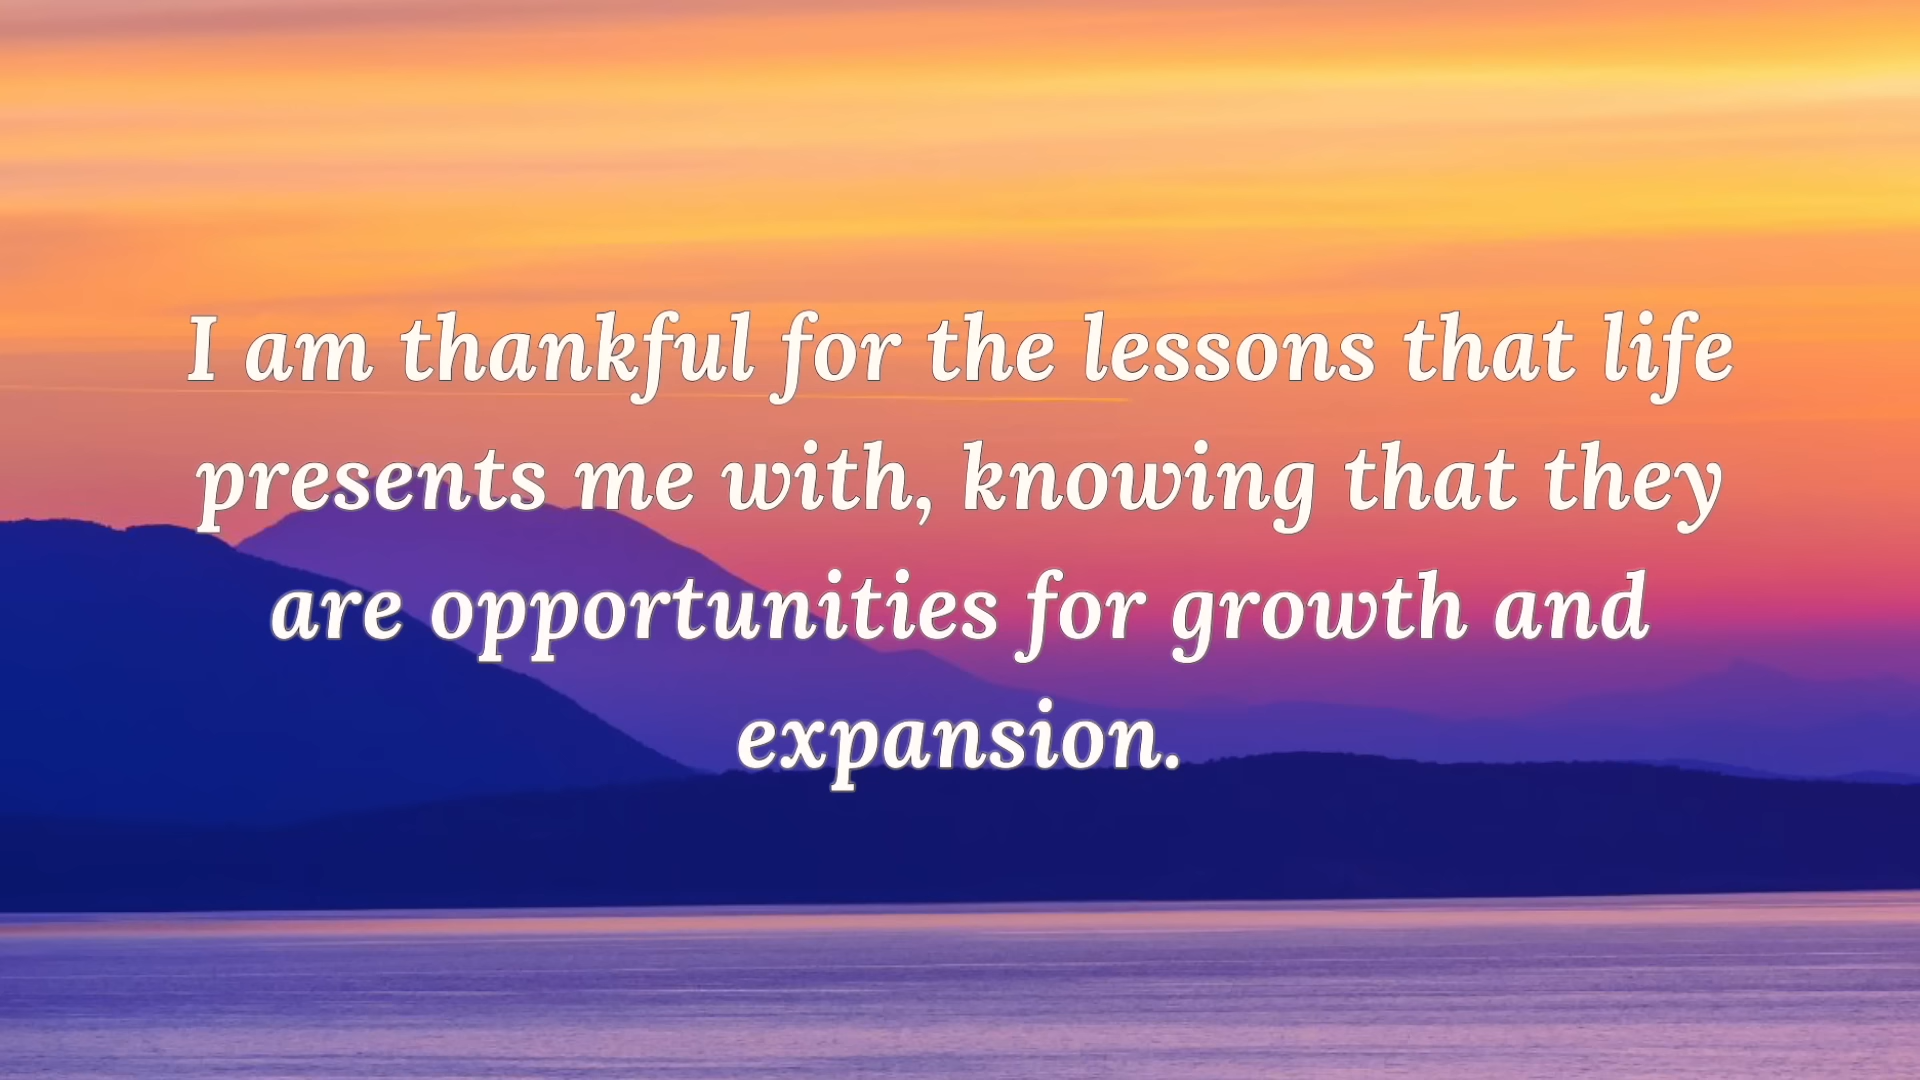 I am thankful for the lessons that life
presents me with, knowing that they
are opportunities for growth and
expansion.